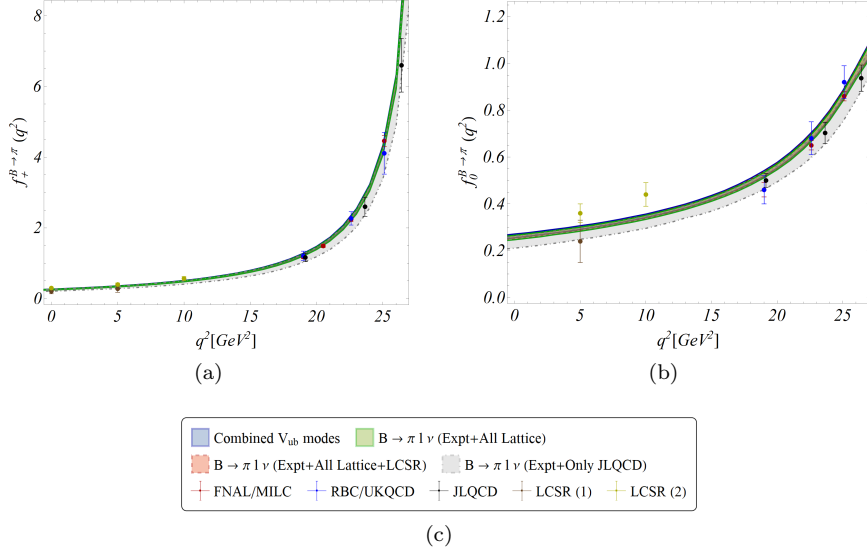 8
6
4
2
0
f₊^{B→π} (q²)
0 5 10 15 20 25
q² [GeV²]
(a)
1.2
1.0
0.8
0.6
0.4
0.2
0.0
f₀^{B→π} (q²)
0 5 10 15 20 25
q² [GeV²]
(b)
Combined V_{ub} modes B → π l ν (Expt+All Lattice)
B → π l ν (Expt+All Lattice+LCSR) B → π l ν (Expt+Only JLQCD)
FNAL/MILC RBC/UKQCD JLQCD LCSR (1) LCSR (2)
(c)